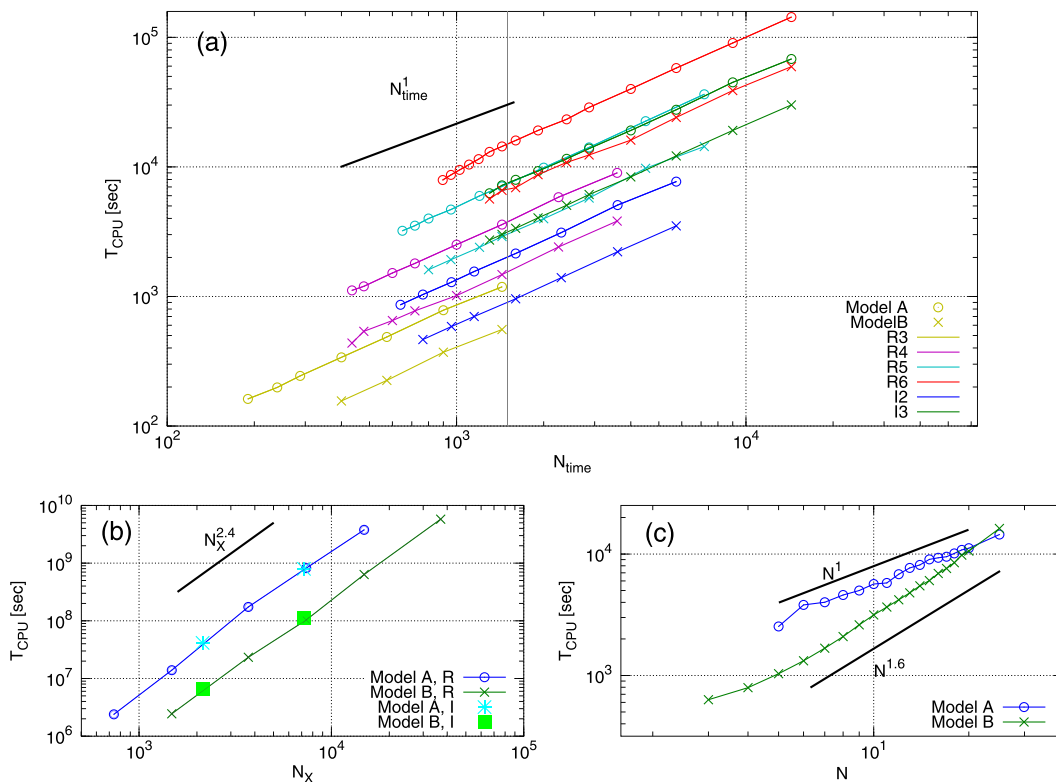 (a)
T_CPU [sec]
10^5
10^4
10^3
10^2
N_time^1
Model A
ModelB
R3
R4
R5
R6
I2
I3
10^2 10^3 10^4
N_time
(b)
T_CPU [sec]
10^10
10^9
10^8
10^7
10^6
N_X^2.4
Model A, R
Model B, R
Model A, I
Model B, I
10^3 10^4 10^5
N_X
(c)
T_CPU [sec]
10^4
10^3
N^1
N^1.6
Model A
Model B
10^1
N